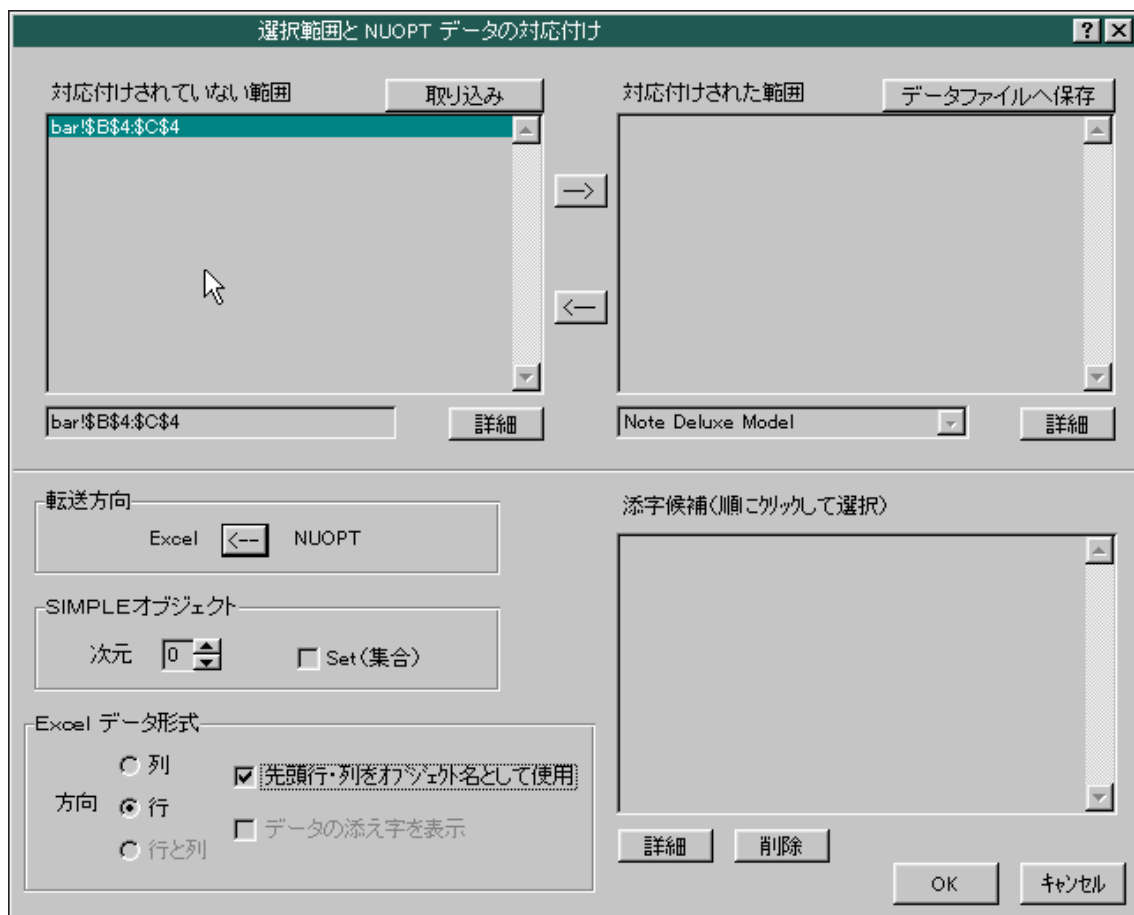 選択範囲と NUOPT データの対応付け
対応付けされていない範囲
取り込み
対応付けされた範囲
データファイルへ保存
bar!$B$4:$C$4
-->
<--
bar!$B$4:$C$4
詳細
Note Deluxe Model
詳細
転送方向
Excel <-- NUOPT
添字候補(順にクリックして選択)
SIMPLEオブジェクト
次元 0 Set(集合)
Excel データ形式
列
先頭行・列をオブジェクト名として使用
方向 行
データの添え字を表示
行と列
詳細
削除
OK
キャンセル